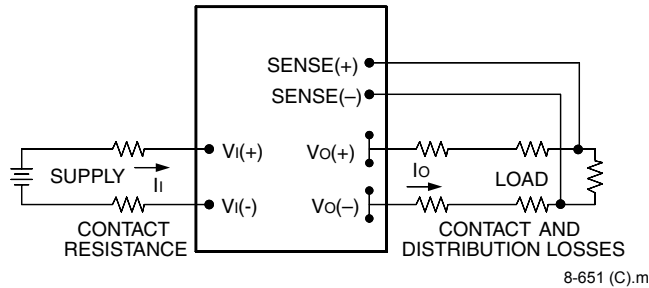 SENSE(+)
SENSE(–)
SUPPLY
II
VI(+)
VO(+)
IO
LOAD
VI(-)
VO(–)
CONTACT
RESISTANCE
CONTACT AND
DISTRIBUTION LOSSES
8-651 (C).m